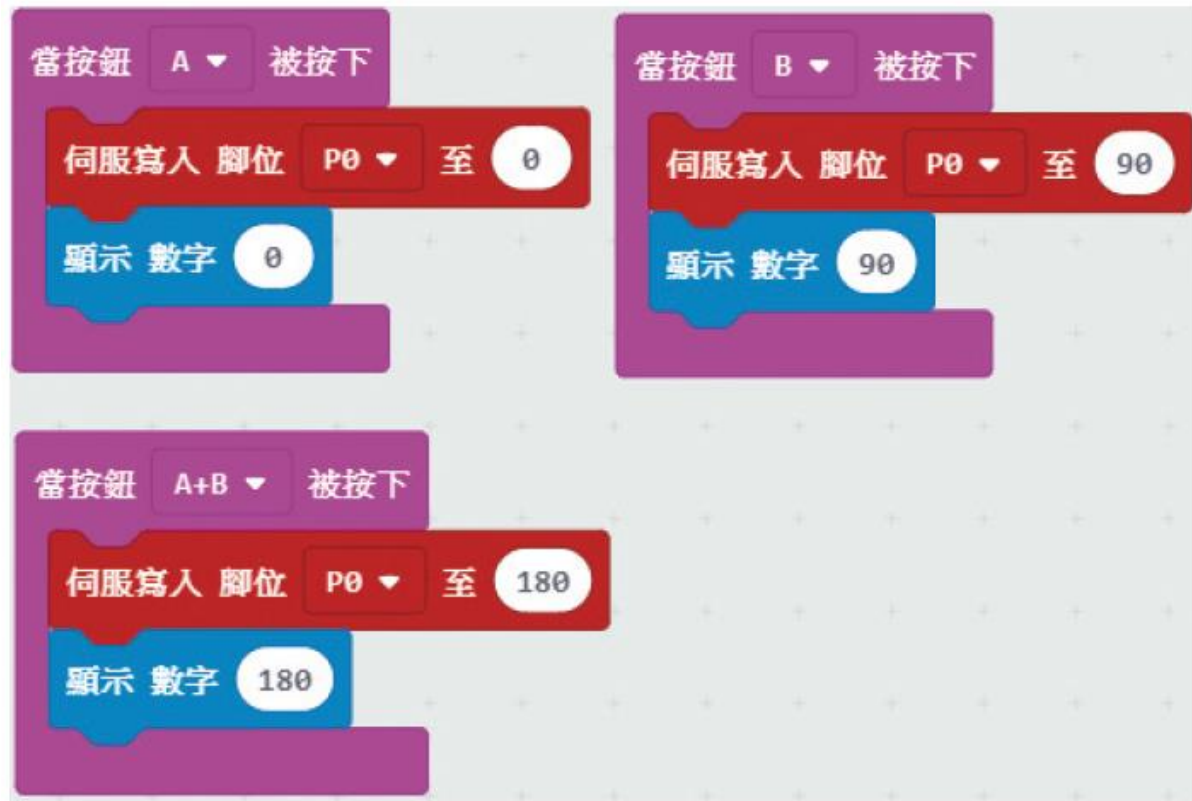 當按鈕 A 被按下
伺服寫入 腳位 P0 至 0
顯示 數字 0
當按鈕 B 被按下
伺服寫入 腳位 P0 至 90
顯示 數字 90
當按鈕 A+B 被按下
伺服寫入 腳位 P0 至 180
顯示 數字 180